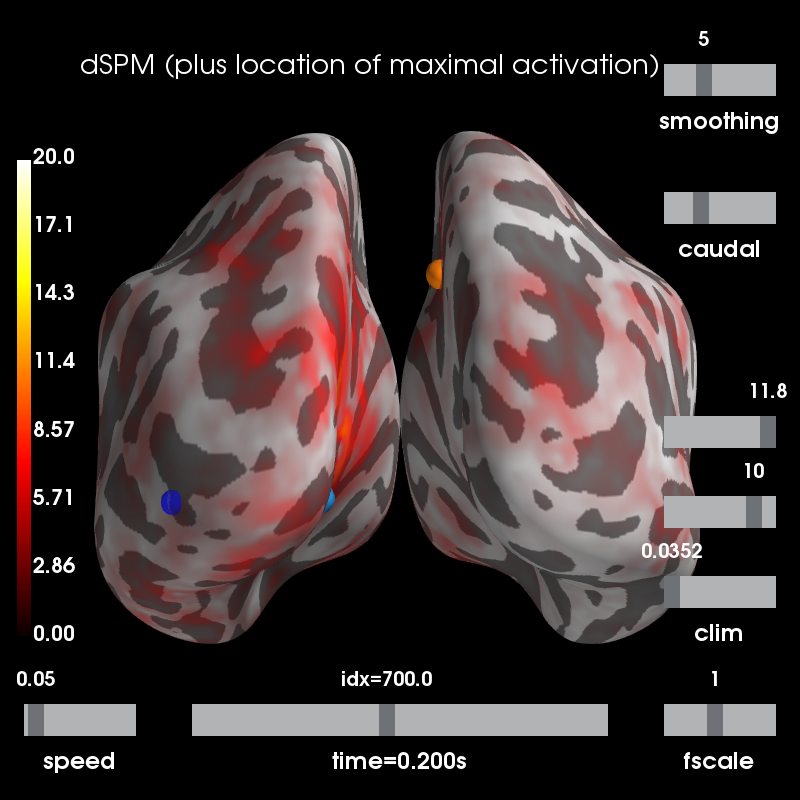 5
dSPM (plus location of maximal activation)
smoothing
20.0
17.1
14.3
11.4
8.57
5.71
2.86
0.00
caudal
11.8
10
0.0352
clim
0.05
idx=700.0
1
speed
time=0.200s
fscale